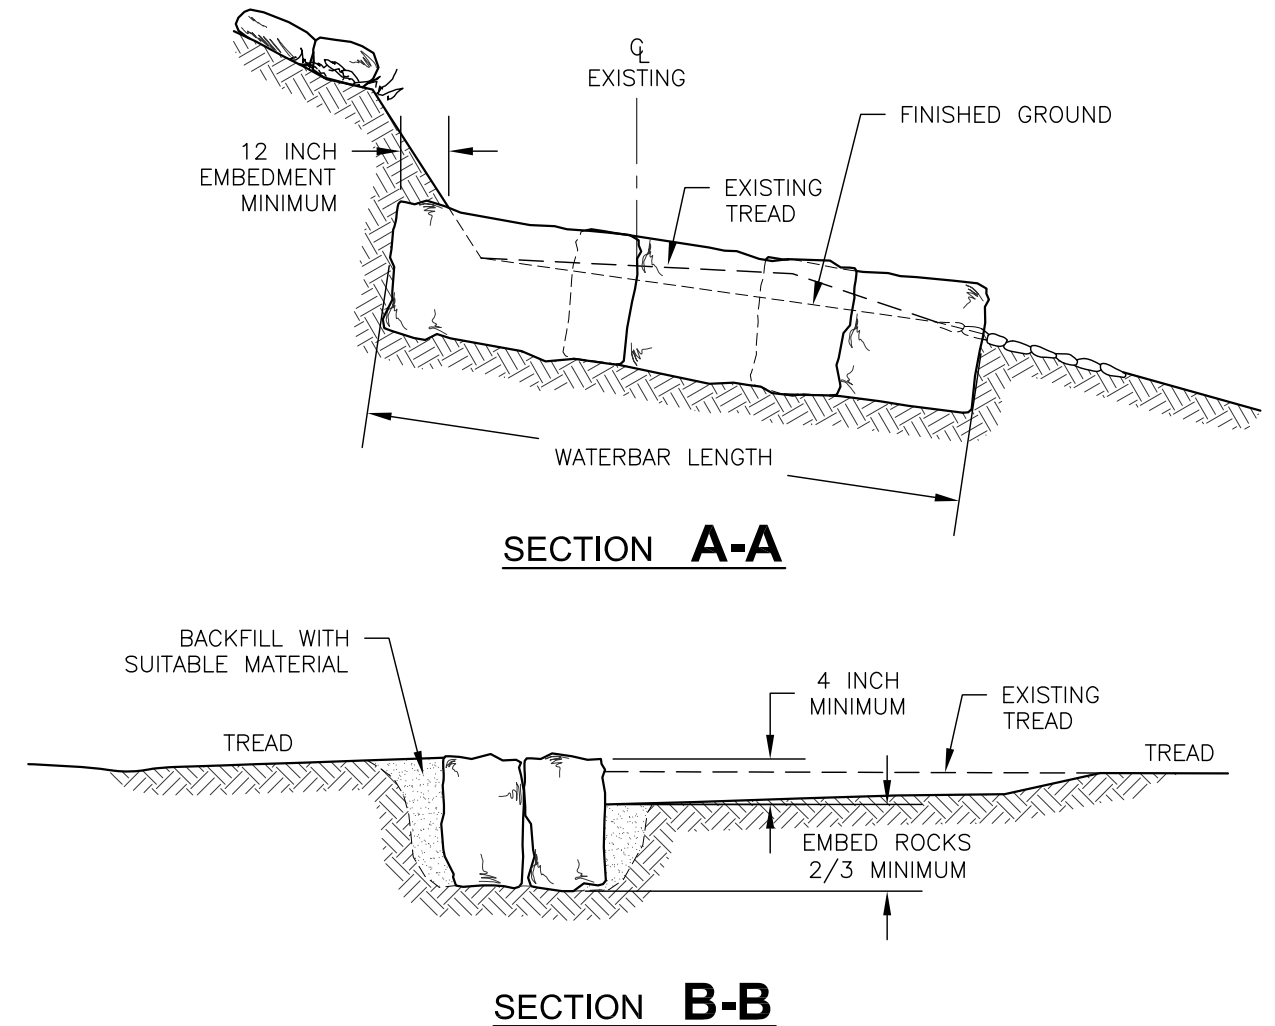 ℄
EXISTING
FINISHED GROUND
12 INCH
EMBEDMENT
MINIMUM
EXISTING
TREAD
WATERBAR LENGTH
SECTION A-A
BACKFILL WITH
SUITABLE MATERIAL
4 INCH
MINIMUM
EXISTING
TREAD
TREAD
TREAD
EMBED ROCKS
2/3 MINIMUM
SECTION B-B